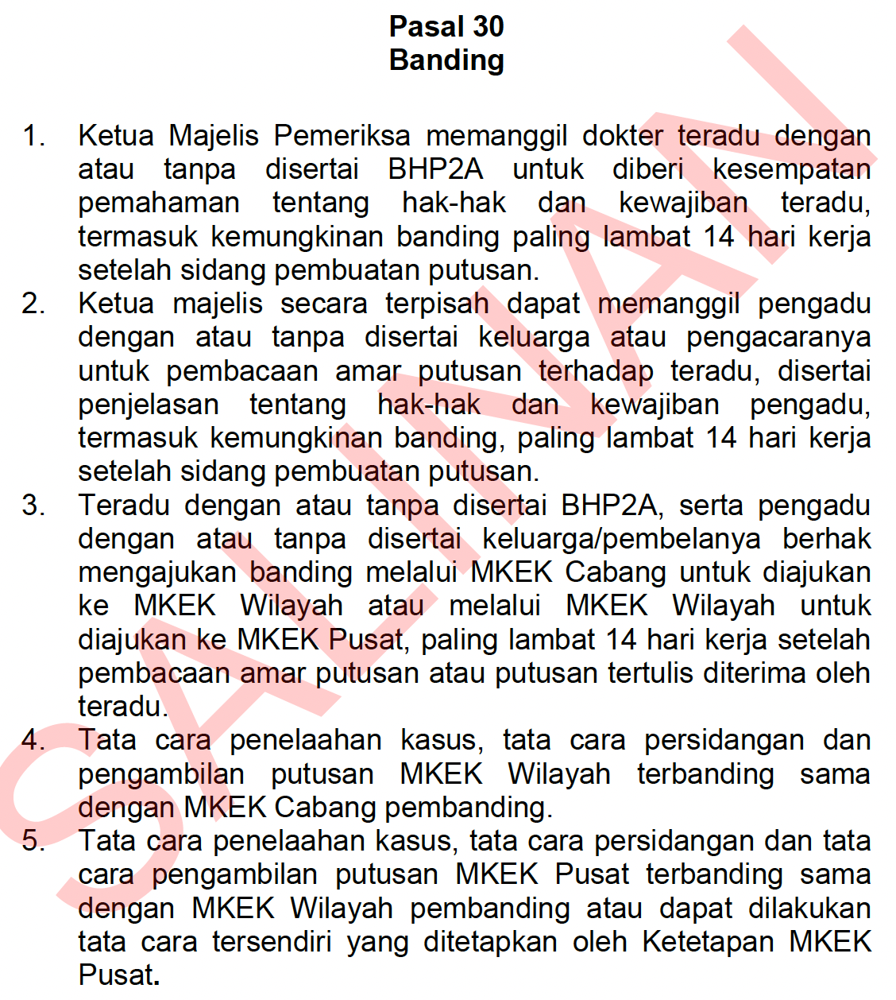 Pasal 30
Banding
1. Ketua Majelis Pemeriksa memanggil dokter teradu dengan
atau tanpa disertai BHP2A untuk diberi kesempatan
pemahaman tentang hak-hak dan kewajiban teradu,
termasuk kemungkinan banding paling lambat 14 hari kerja
setelah sidang pembuatan putusan.
2. Ketua majelis secara terpisah dapat memanggil pengadu
dengan atau tanpa disertai keluarga atau pengacaranya
untuk pembacaan amar putusan terhadap teradu, disertai
penjelasan tentang hak-hak dan kewajiban pengadu,
termasuk kemungkinan banding, paling lambat 14 hari kerja
setelah sidang pembuatan putusan.
3. Teradu dengan atau tanpa disertai BHP2A, serta pengadu
dengan atau tanpa disertai keluarga/pembelanya berhak
mengajukan banding melalui MKEK Cabang untuk diajukan
ke MKEK Wilayah atau melalui MKEK Wilayah untuk
diajukan ke MKEK Pusat, paling lambat 14 hari kerja setelah
pembacaan amar putusan atau putusan tertulis diterima oleh
teradu.
4. Tata cara penelaahan kasus, tata cara persidangan dan
pengambilan putusan MKEK Wilayah terbanding sama
dengan MKEK Cabang pembanding.
5. Tata cara penelaahan kasus, tata cara persidangan dan tata
cara pengambilan putusan MKEK Pusat terbanding sama
dengan MKEK Wilayah pembanding atau dapat dilakukan
tata cara tersendiri yang ditetapkan oleh Ketetapan MKEK
Pusat.
SALINAN